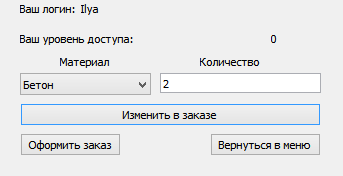 Ваш логин: Ilya
Ваш уровень доступа: 0
Материал Количество
Бетон 2
Изменить в заказе
Оформить заказ Вернуться в меню